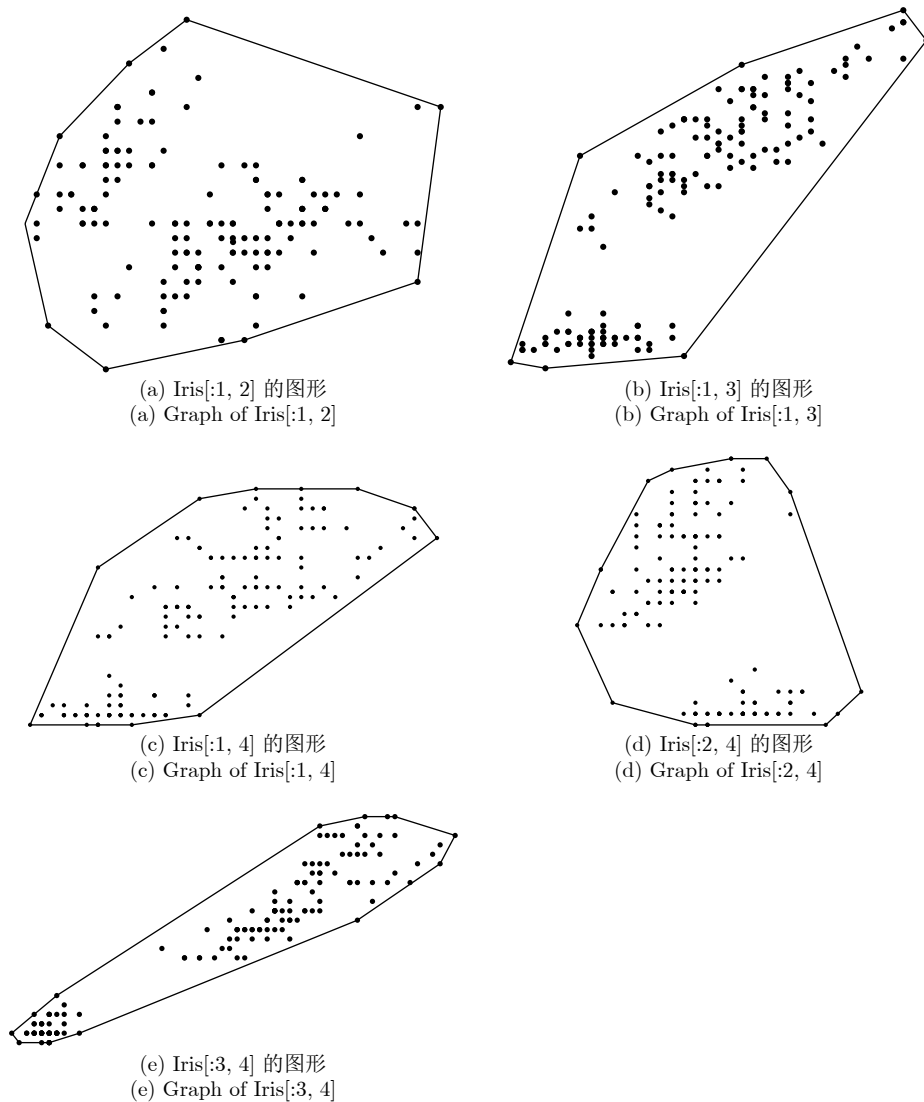 (a) Iris[:1, 2] 的图形
(a) Graph of Iris[:1, 2]
(b) Iris[:1, 3] 的图形
(b) Graph of Iris[:1, 3]
(c) Iris[:1, 4] 的图形
(c) Graph of Iris[:1, 4]
(d) Iris[:2, 4] 的图形
(d) Graph of Iris[:2, 4]
(e) Iris[:3, 4] 的图形
(e) Graph of Iris[:3, 4]